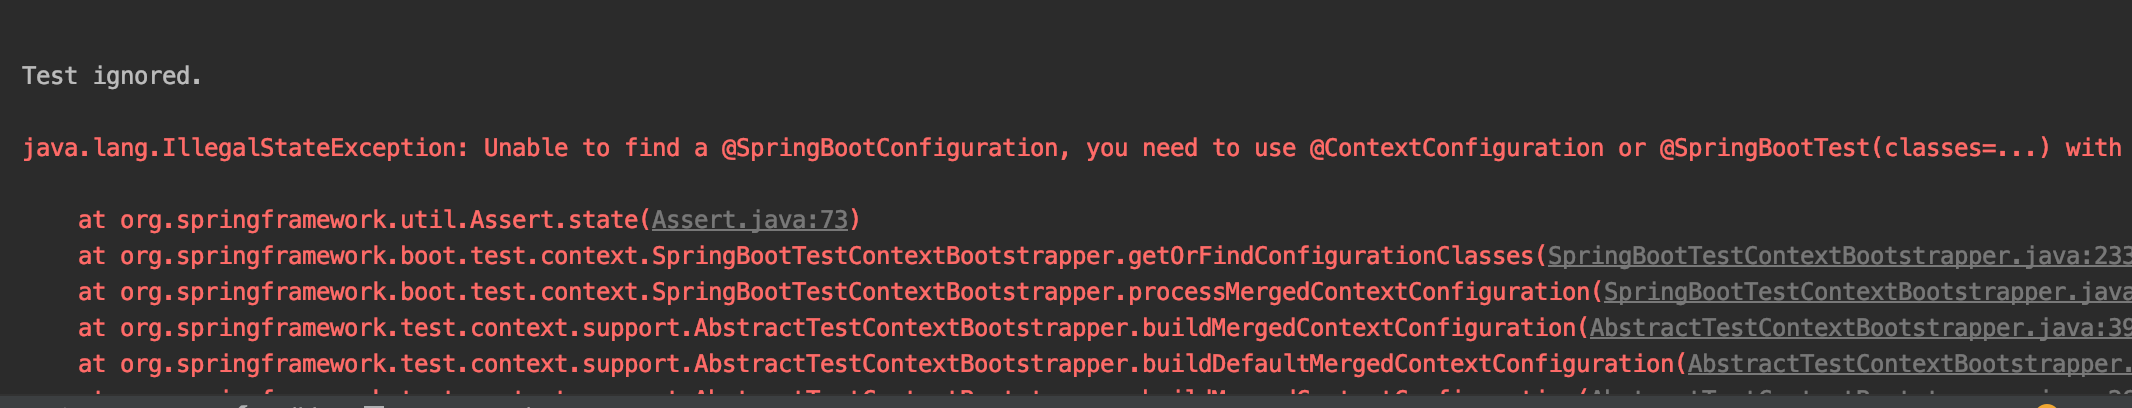 Test ignored.
java.lang.IllegalStateException: Unable to find a @SpringBootConfiguration, you need to use @ContextConfiguration or @SpringBootTest(classes=...) with
at org.springframework.util.Assert.state(Assert.java:73)
at org.springframework.boot.test.context.SpringBootTestContextBootstrapper.getOrFindConfigurationClasses(SpringBootTestContextBootstrapper.java:233
at org.springframework.boot.test.context.SpringBootTestContextBootstrapper.processMergedContextConfiguration(SpringBootTestContextBootstrapper.java
at org.springframework.test.context.support.AbstractTestContextBootstrapper.buildMergedContextConfiguration(AbstractTestContextBootstrapper.java:39
at org.springframework.test.context.support.AbstractTestContextBootstrapper.buildDefaultMergedContextConfiguration(AbstractTestContextBootstrapper.